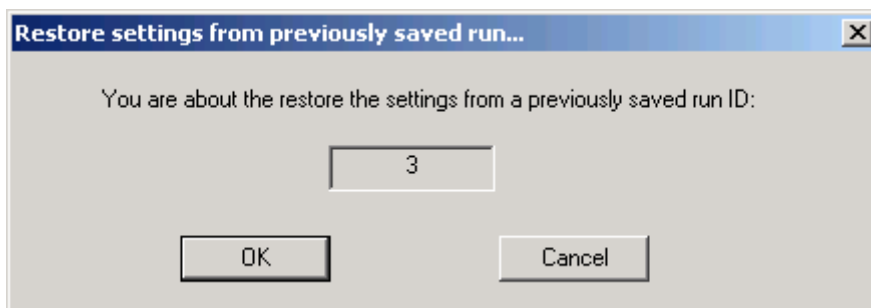 Restore settings from previously saved run...
You are about the restore the settings from a previously saved run ID:
3
OK Cancel